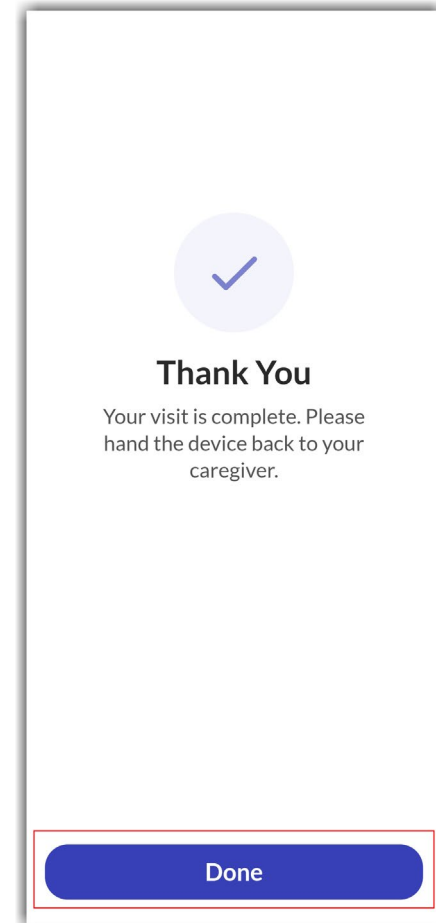 Thank You
Your visit is complete. Please
hand the device back to your
caregiver.
Done